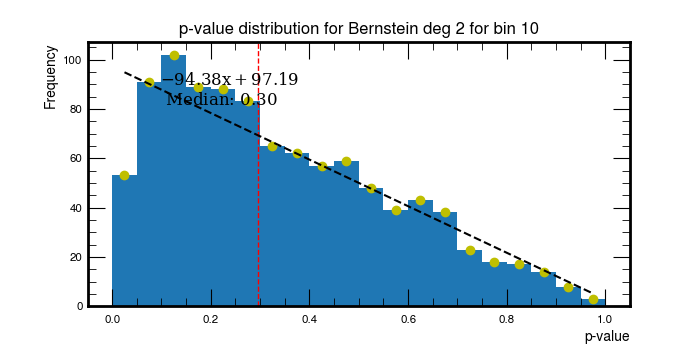 p-value distribution for Bernstein deg 2 for bin 10
Frequency
100
80
60
40
20
0
−94.38x + 97.19
Median: 0.30
0.0 0.2 0.4 0.6 0.8 1.0
p-value